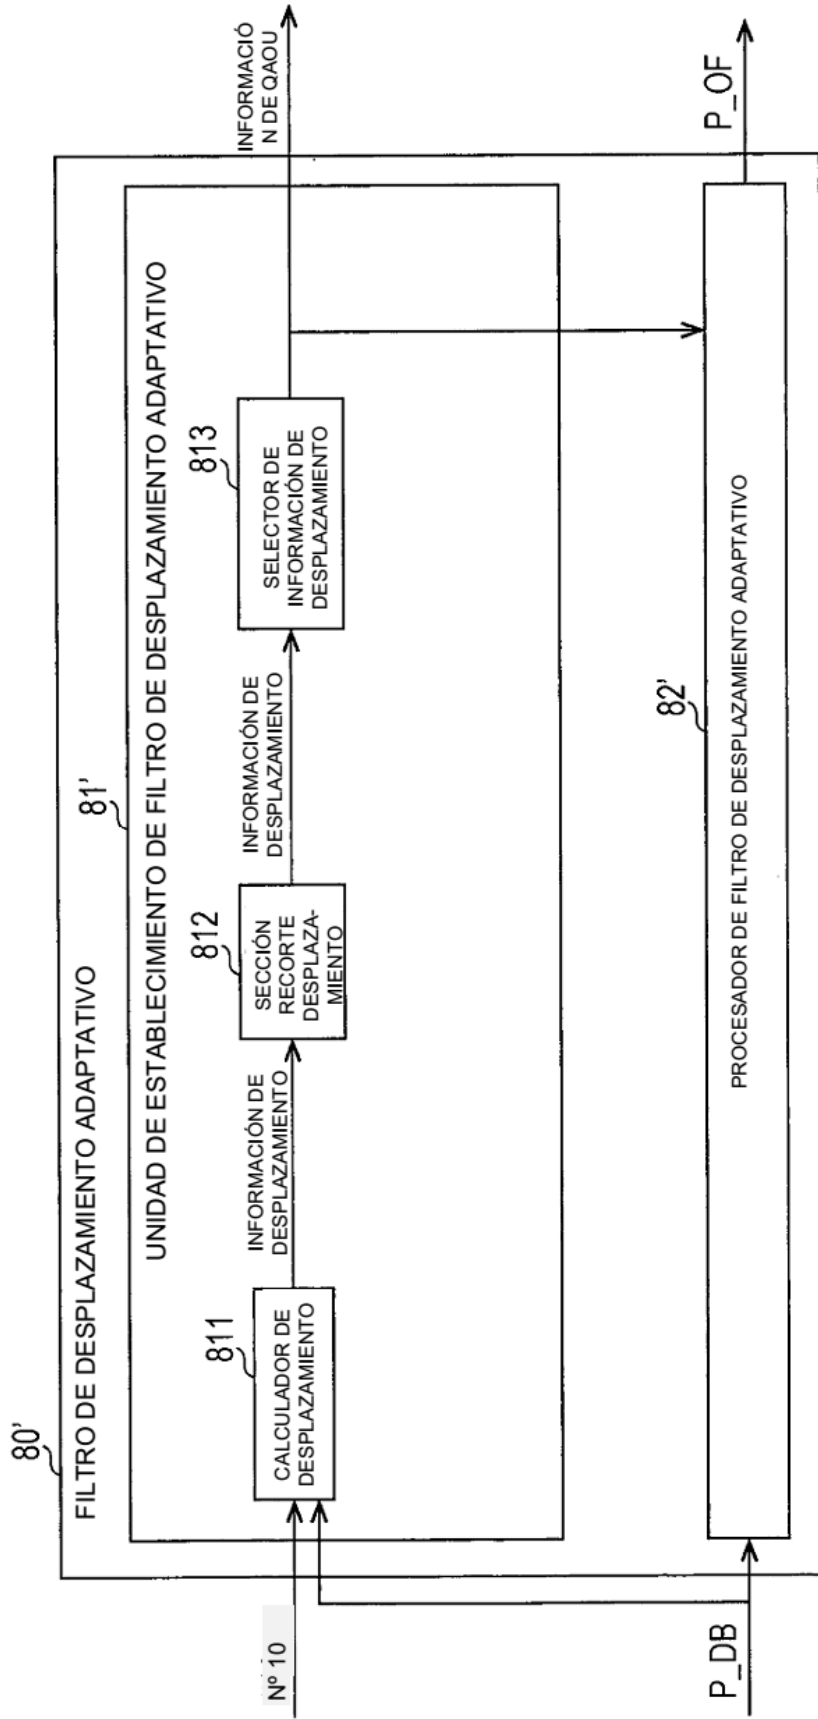 80'
FILTRO DE DESPLAZAMIENTO ADAPTATIVO
81'
UNIDAD DE ESTABLECIMIENTO DE FILTRO DE DESPLAZAMIENTO ADAPTATIVO
Nº 10
811
CALCULADOR DE
DESPLAZAMIENTO
INFORMACIÓN DE
DESPLAZAMIENTO
812
SECCIÓN
RECORTE
DESPLAZA-
MIENTO
INFORMACIÓN DE
DESPLAZAMIENTO
813
SELECTOR DE
INFORMACIÓN DE
DESPLAZAMIENTO
INFORMACIÓ
N DE QAOU
P_DB
82'
PROCESADOR DE FILTRO DE DESPLAZAMIENTO ADAPTATIVO
P_OF